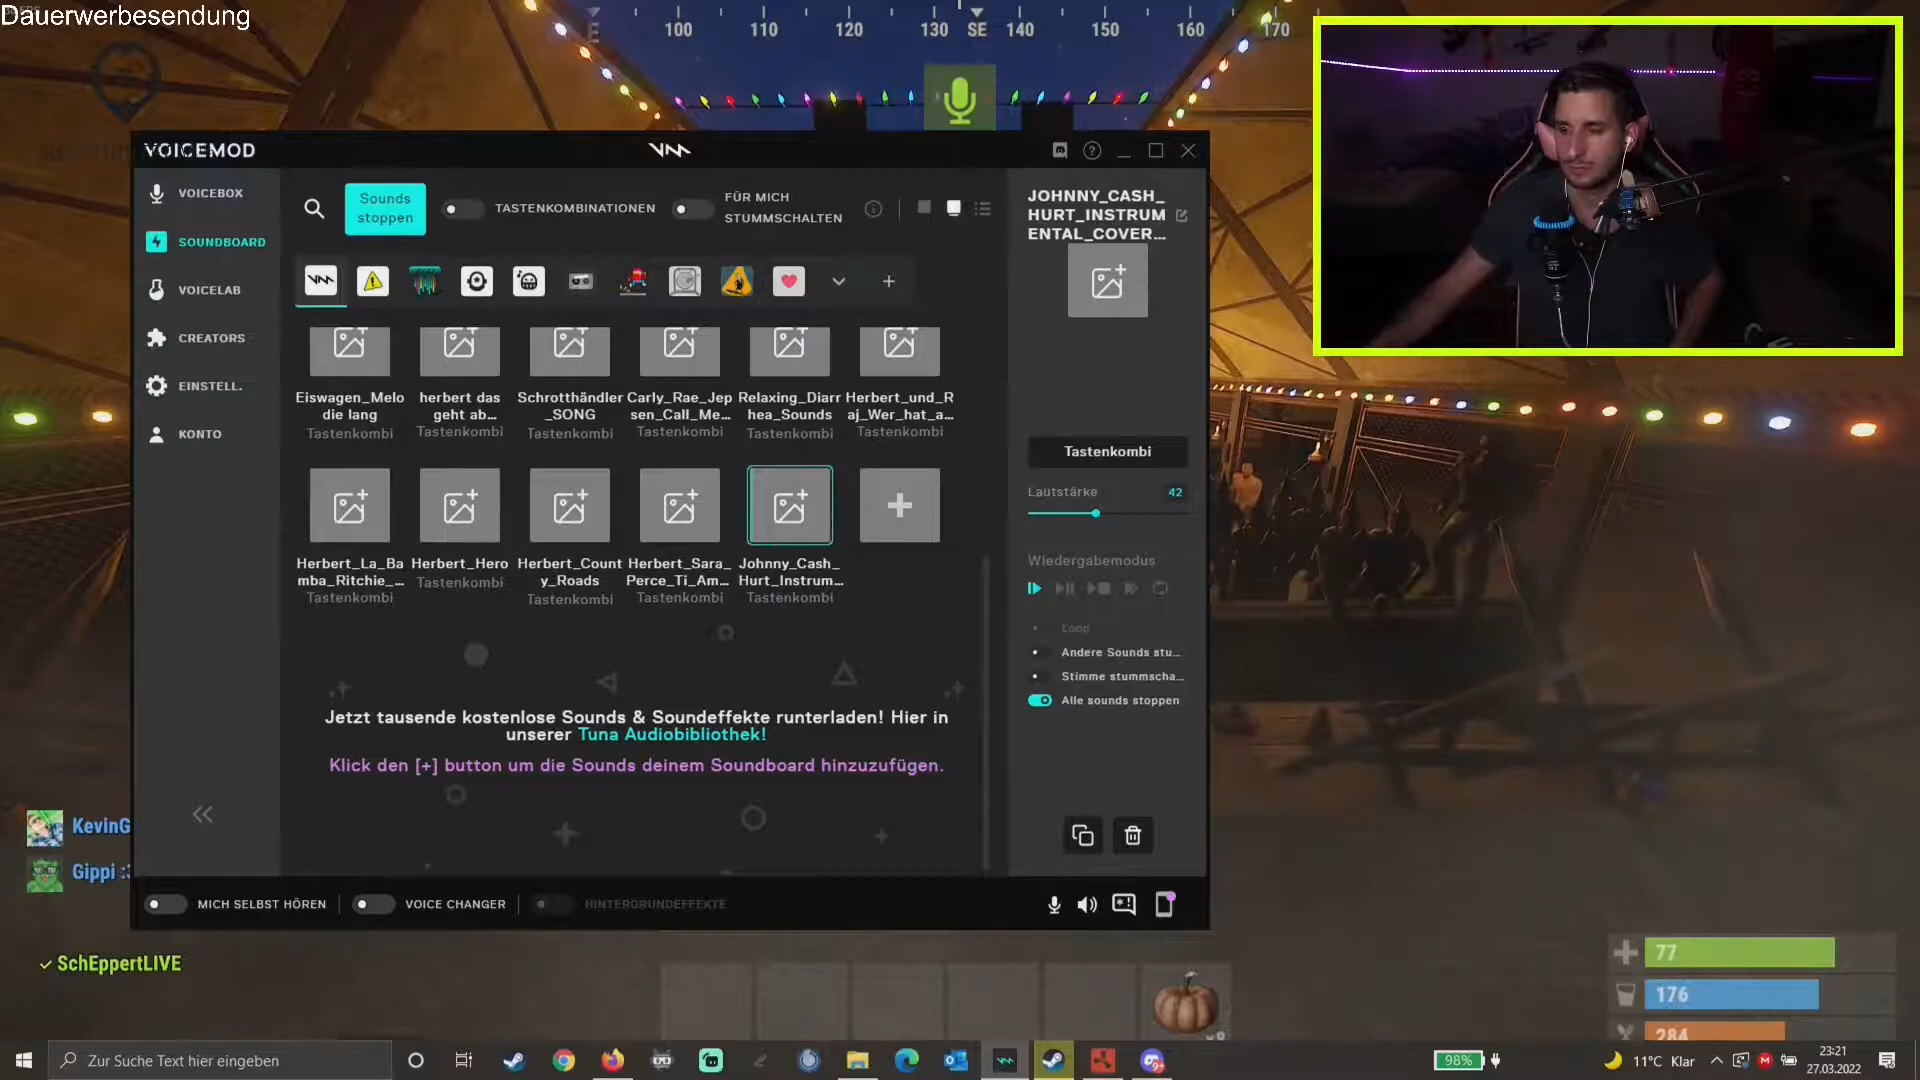 Dauerwerbesendung
E 100 110 120 130 SE 140 150 160 170
VOICEMOD
VOICEBOX
SOUNDBOARD
VOICELAB
CREATORS
EINSTELL.
KONTO
Sounds
stoppen
TASTENKOMBINATIONEN
FÜR MICH
STUMMSCHALTEN
JOHNNY_CASH_
HURT_INSTRUM
ENTAL_COVER...
Eiswagen_Melo
die lang
Tastenkombi
herbert das
geht ab...
Tastenkombi
Schrotthändler
_SONG
Tastenkombi
Carly_Rae_Jep
sen_Call_Me...
Tastenkombi
Relaxing_Diarr
hea_Sounds
Tastenkombi
Herbert_und_R
aj_Wer_hat_a...
Tastenkombi
Herbert_La_Ba
mba_Ritchie_...
Tastenkombi
Herbert_Hero
Tastenkombi
Herbert_Count
y_Roads
Tastenkombi
Herbert_Sara_
Perce_Ti_Am...
Tastenkombi
Johnny_Cash_
Hurt_Instrum...
Tastenkombi
Jetzt tausende kostenlose Sounds & Soundeffekte runterladen! Hier in
unserer Tuna Audiobibliothek!
Klick den [+] button um die Sounds deinem Soundboard hinzuzufügen.
Tastenkombi
Lautstärke 42
Wiedergabemodus
Loop
Andere Sounds stu...
Stimme stummscha...
Alle sounds stoppen
MICH SELBST HÖREN
VOICE CHANGER
HINTERGRUNDEFFEKTE
KevinG
Gippi :3
SchEppertLIVE
77
176
284
Zur Suche Text hier eingeben
98%
11°C Klar
23:21
27.03.2022